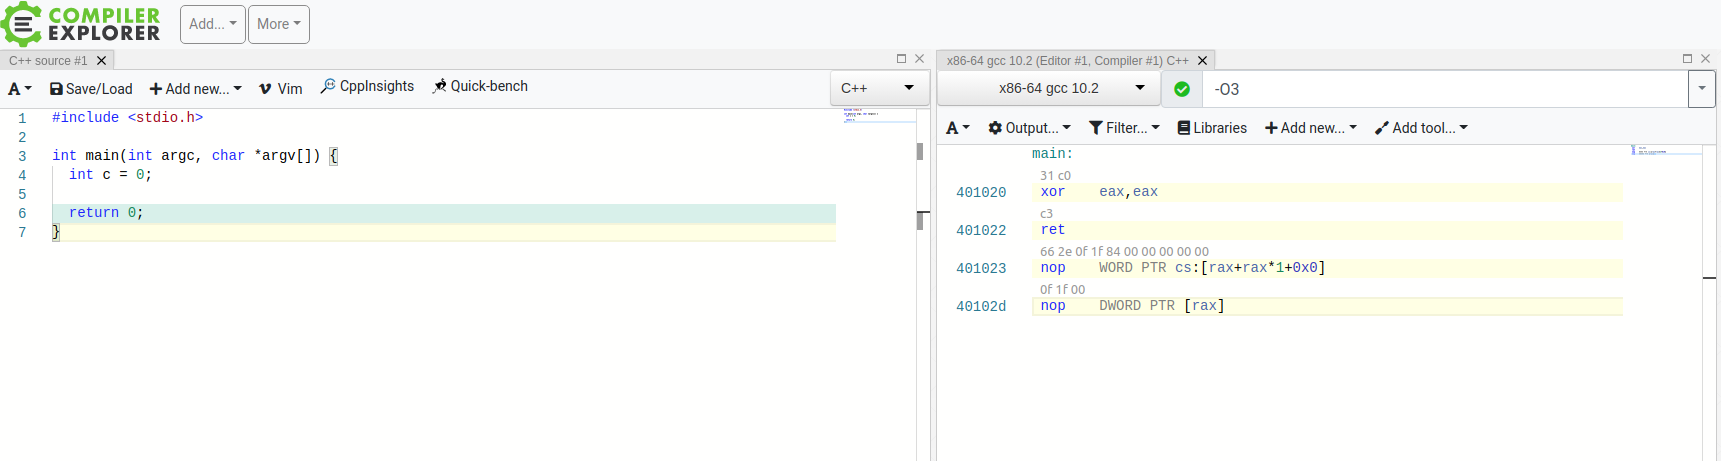 COMPILER
EXPLORER
Add...
More
C++ source #1
A
Save/Load
Add new...
Vim
CppInsights
Quick-bench
C++
1 #include <stdio.h>
2
3 int main(int argc, char *argv[]) {
4 int c = 0;
5
6 return 0;
7 }
x86-64 gcc 10.2 (Editor #1, Compiler #1) C++
x86-64 gcc 10.2
-O3
A
Output...
Filter...
Libraries
Add new...
Add tool...
main:
31 c0
401020 xor eax,eax
c3
401022 ret
66 2e 0f 1f 84 00 00 00 00 00
401023 nop WORD PTR cs:[rax+rax*1+0x0]
0f 1f 00
40102d nop DWORD PTR [rax]